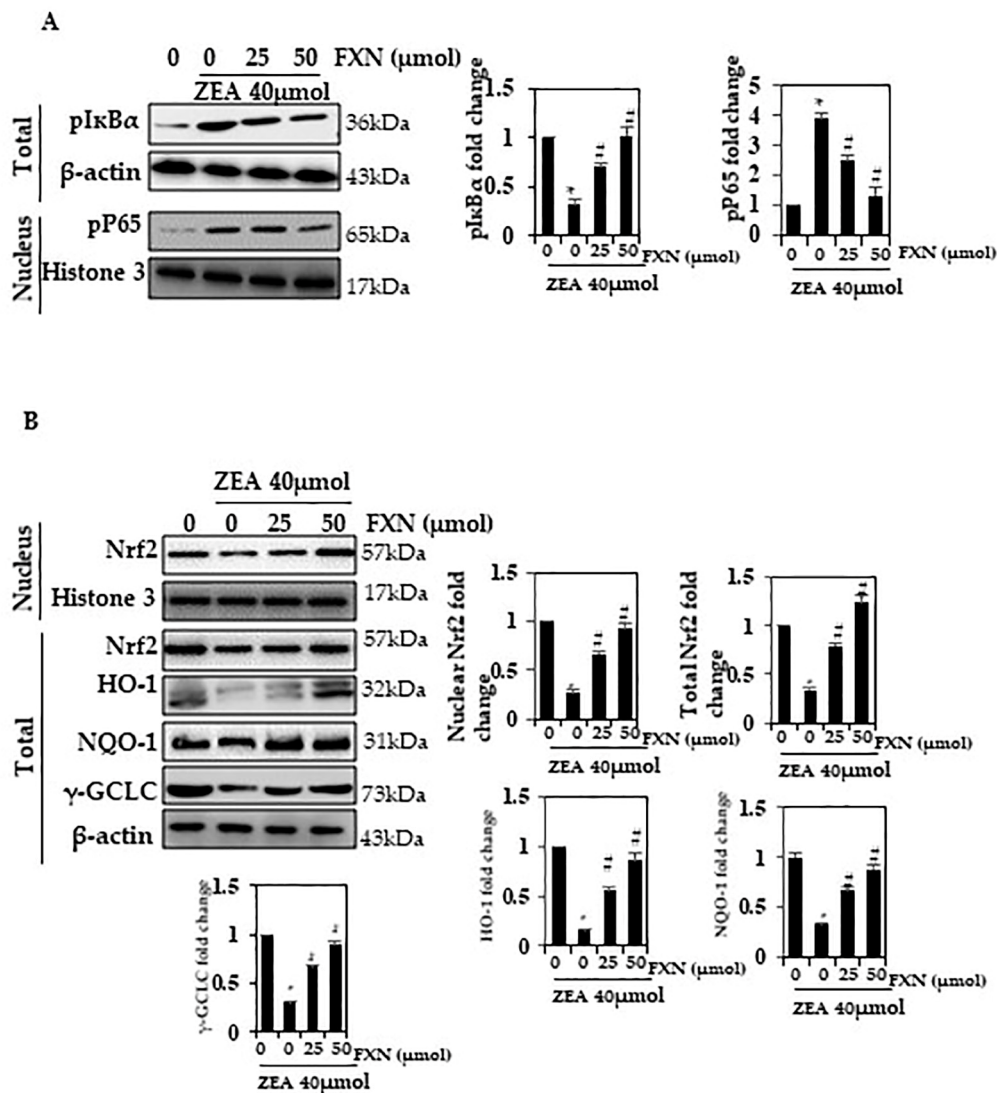 A
0 0 25 50 FXN (µmol)
ZEA 40µmol
Total
pIκBα 36kDa
β-actin 43kDa
Nucleus
pP65 65kDa
Histone 3 17kDa
pIκBα fold change
1.5
1
0.5
0
0 0 25 50 FXN (µmol)
ZEA 40µmol
pP65 fold change
5
4
3
2
1
0
0 0 25 50 FXN (µmol)
ZEA 40µmol
B
ZEA 40µmol
0 0 25 50 FXN (µmol)
Nucleus
Nrf2 57kDa
Histone 3 17kDa
Total
Nrf2 57kDa
HO-1 32kDa
NQO-1 31kDa
γ-GCLC 73kDa
β-actin 43kDa
Nuclear Nrf2 fold
change
1.5
1
0.5
0
0 0 25 50 FXN (µmol)
ZEA 40µmol
Total Nrf2 fold
change
1.5
1
0.5
0
0 0 25 50 FXN (µmol)
ZEA 40µmol
HO-1 fold change
1.5
1
0.5
0
0 0 25 50 FXN (µmol)
ZEA 40µmol
NQO-1 fold change
1.5
1
0.5
0
0 0 25 50 FXN (µmol)
ZEA 40µmol
γ-GCLC fold change
1.5
1
0.5
0
0 0 25 50 FXN (µmol)
ZEA 40µmol